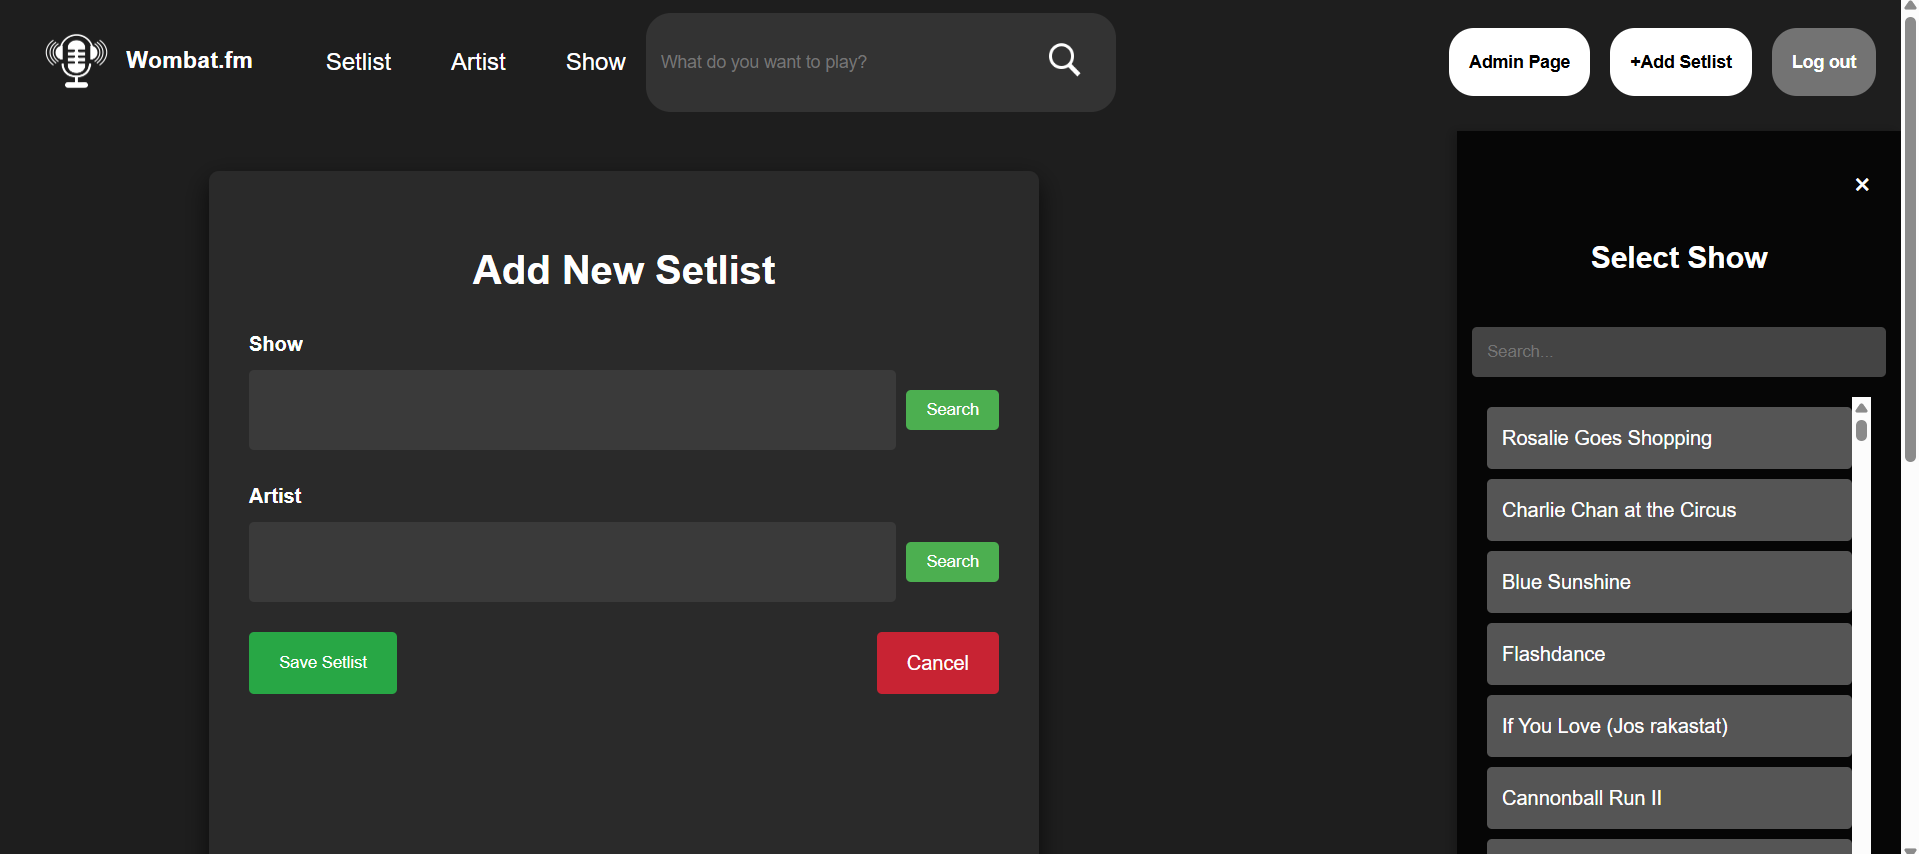 Wombat.fm
Setlist
Artist
Show
What do you want to play?
Admin Page
+Add Setlist
Log out
Add New Setlist
Show
Search
Artist
Search
Save Setlist
Cancel
×
Select Show
Search...
Rosalie Goes Shopping
Charlie Chan at the Circus
Blue Sunshine
Flashdance
If You Love (Jos rakastat)
Cannonball Run II